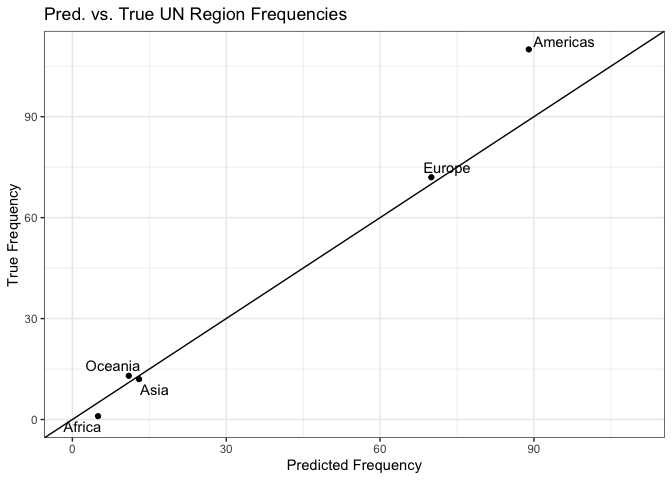 Pred. vs. True UN Region Frequencies
Americas
90
Europe
60
True Frequency
30
Oceania
Asia
0
Africa
0 30 60 90
Predicted Frequency